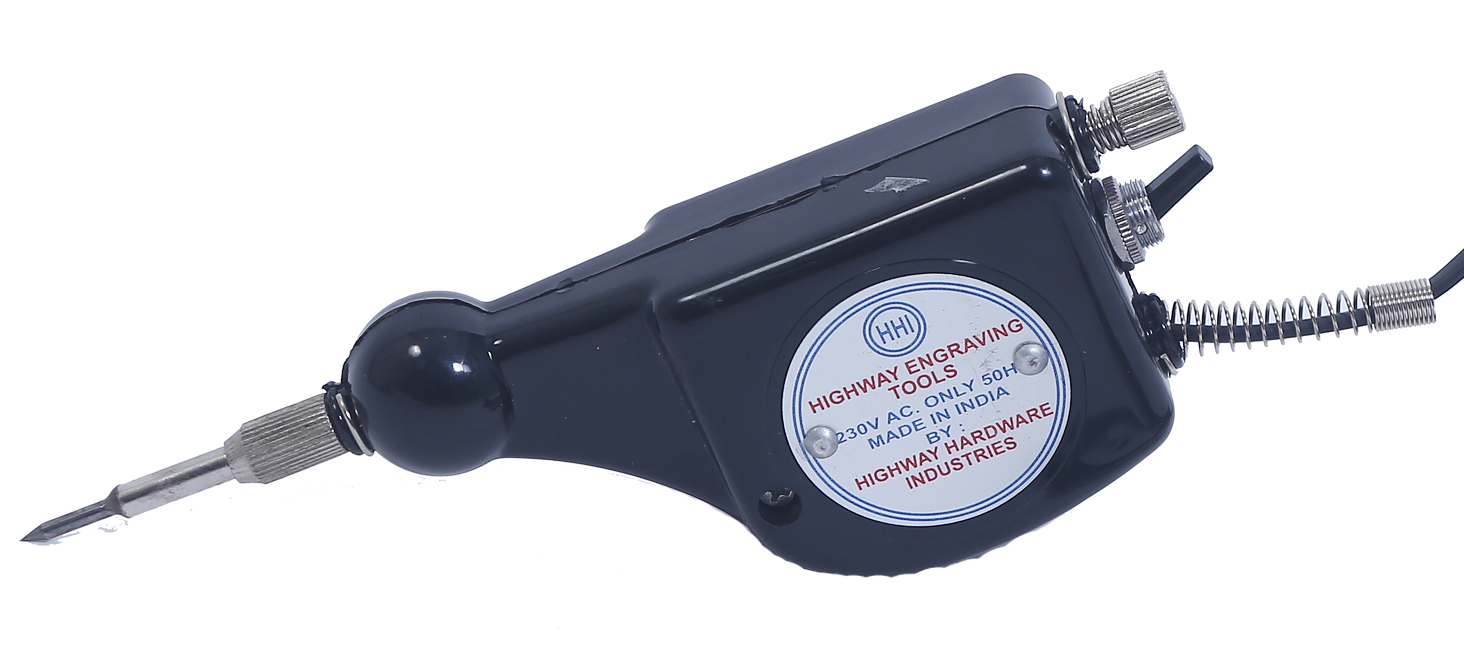 HHI
HIGHWAY ENGRAVING
TOOLS
230V AC. ONLY 50H
MADE IN INDIA
BY :
HIGHWAY HARDWARE
INDUSTRIES